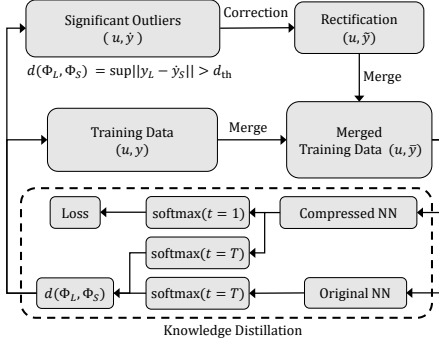 Significant Outliers
(u, ẏ)
Correction
Rectification
(u, ỹ)
d(Φ_L, Φ_S) = sup||y_L − ẏ_S|| > d_th
Merge
Training Data
(u, y)
Merge
Merged
Training Data (u, ȳ)
Loss
softmax(t = 1)
Compressed NN
softmax(t = T)
d(Φ_L, Φ_S)
softmax(t = T)
Original NN
Knowledge Distillation